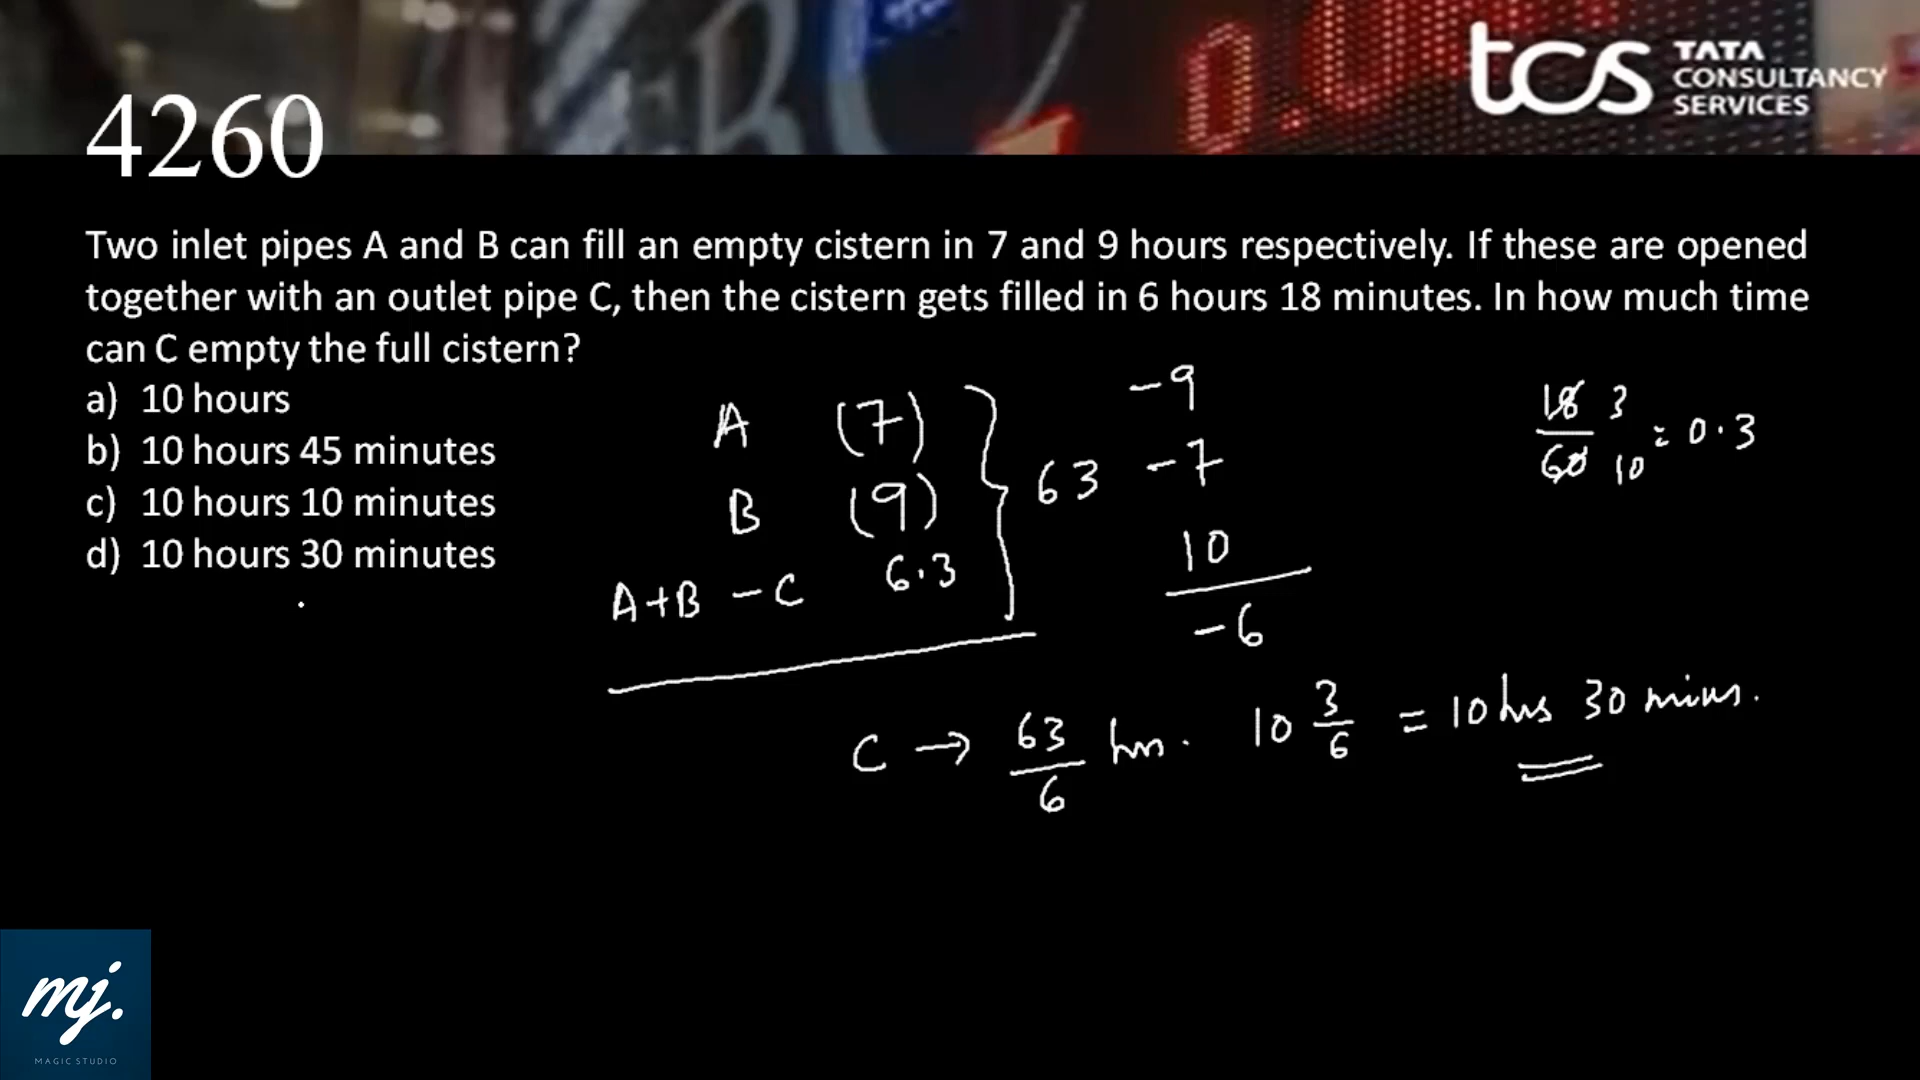 tcs TATA
CONSULTANCY
SERVICES
4260
Two inlet pipes A and B can fill an empty cistern in 7 and 9 hours respectively. If these are opened
together with an outlet pipe C, then the cistern gets filled in 6 hours 18 minutes. In how much time
can C empty the full cistern?
a) 10 hours
b) 10 hours 45 minutes
c) 10 hours 10 minutes
d) 10 hours 30 minutes
A (7)
B (9)
A+B - C 6.3
63
- 9
- 7
10
- 6
18/60 3/10 = 0.3
C → 63/6 hrs. 10 3/6 = 10 hrs 30 mins.
mj.
MAGIC STUDIO